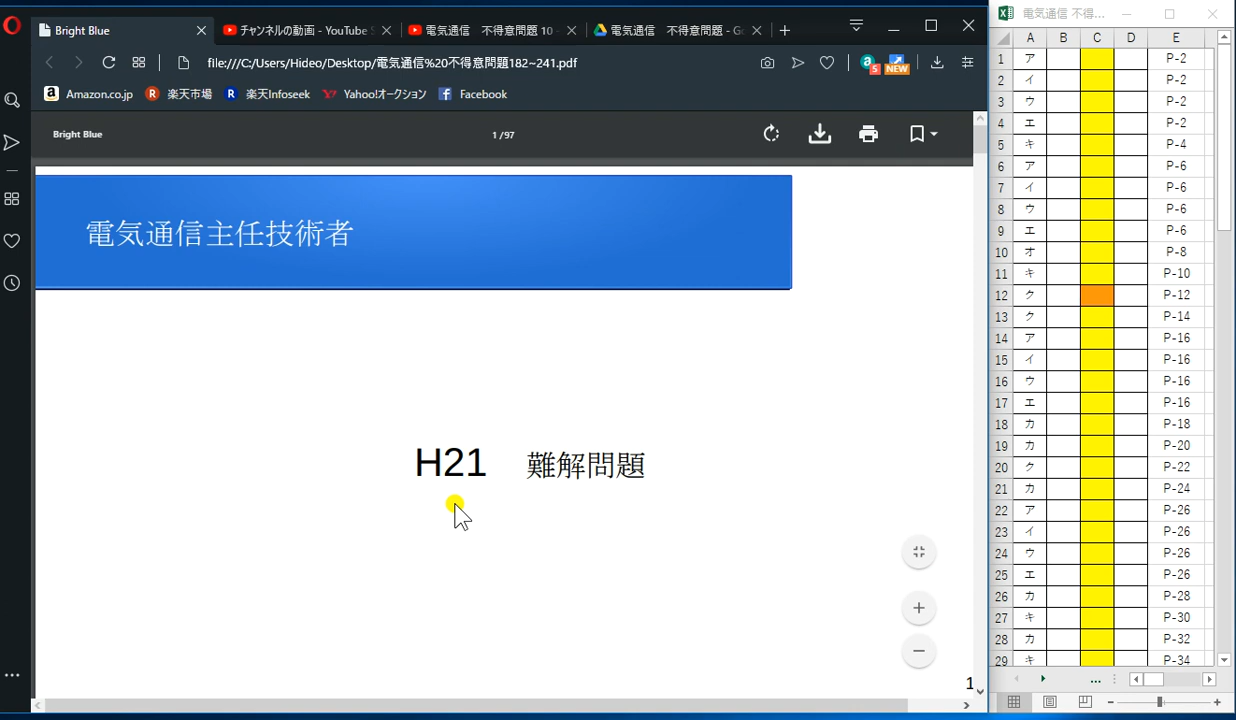 Bright Blue
チャンネルの動画 - YouTube S
電気通信 不得意問題 10 -
電気通信 不得意問題 - Go
file:///C:/Users/Hideo/Desktop/電気通信%20不得意問題182~241.pdf
NEW
Amazon.co.jp
楽天市場
楽天Infoseek
Yahoo!オークション
Facebook
Bright Blue
1 / 97
電気通信主任技術者
H21 難解問題
1
電気通信 不得...
A B C D E
1 ア P-2
2 イ P-2
3 ウ P-2
4 エ P-2
5 キ P-4
6 ア P-6
7 イ P-6
8 ウ P-6
9 エ P-6
10 オ P-8
11 キ P-10
12 ク P-12
13 ク P-14
14 ア P-16
15 イ P-16
16 ウ P-16
17 エ P-16
18 カ P-18
19 カ P-20
20 ク P-22
21 カ P-24
22 ア P-26
23 イ P-26
24 ウ P-26
25 エ P-26
26 カ P-28
27 キ P-30
28 カ P-32
29 キ P-34
...